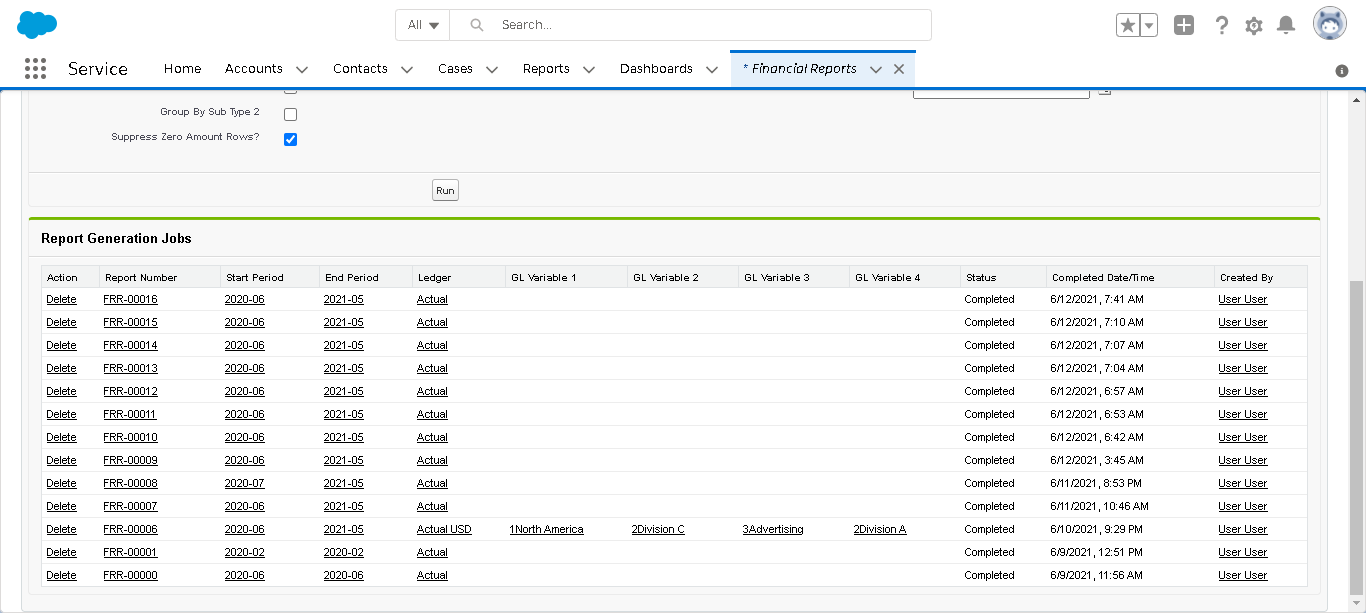 All Search...
Service Home Accounts Contacts Cases Reports Dashboards * Financial Reports
Group By Sub Type 2
Suppress Zero Amount Rows?
Run
Report Generation Jobs
Action Report Number Start Period End Period Ledger GL Variable 1 GL Variable 2 GL Variable 3 GL Variable 4 Status Completed Date/Time Created By
Delete FRR-00016 2020-06 2021-05 Actual Completed 6/12/2021, 7:41 AM User User
Delete FRR-00015 2020-06 2021-05 Actual Completed 6/12/2021, 7:10 AM User User
Delete FRR-00014 2020-06 2021-05 Actual Completed 6/12/2021, 7:07 AM User User
Delete FRR-00013 2020-06 2021-05 Actual Completed 6/12/2021, 7:04 AM User User
Delete FRR-00012 2020-06 2021-05 Actual Completed 6/12/2021, 6:57 AM User User
Delete FRR-00011 2020-06 2021-05 Actual Completed 6/12/2021, 6:53 AM User User
Delete FRR-00010 2020-06 2021-05 Actual Completed 6/12/2021, 6:42 AM User User
Delete FRR-00009 2020-06 2021-05 Actual Completed 6/12/2021, 3:45 AM User User
Delete FRR-00008 2020-07 2021-05 Actual Completed 6/11/2021, 8:53 PM User User
Delete FRR-00007 2020-06 2021-05 Actual Completed 6/11/2021, 10:46 AM User User
Delete FRR-00006 2020-06 2021-05 Actual USD 1North America 2Division C 3Advertising 2Division A Completed 6/10/2021, 9:29 PM User User
Delete FRR-00001 2020-02 2020-02 Actual Completed 6/9/2021, 12:51 PM User User
Delete FRR-00000 2020-06 2020-06 Actual Completed 6/9/2021, 11:56 AM User User